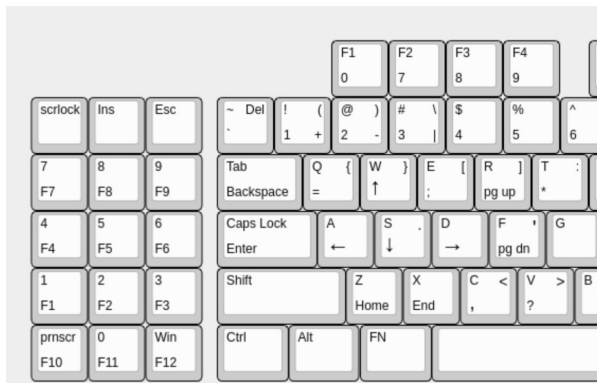 F1 F2 F3 F4
0 7 8 9
scrlock Ins Esc ~ Del ! ( @ ) # \ $ % ^
` 1 + 2 - 3 | 4 5 6
7 8 9 Tab Q { W } E [ R ] T :
F7 F8 F9 Backspace = ↑ ; pg up *
4 5 6 Caps Lock A S . D F ' G
F4 F5 F6 Enter ← ↓ → pg dn
1 2 3 Shift Z X C < V > B
F1 F2 F3 Home End , ?
prnscr 0 Win Ctrl Alt FN
F10 F11 F12